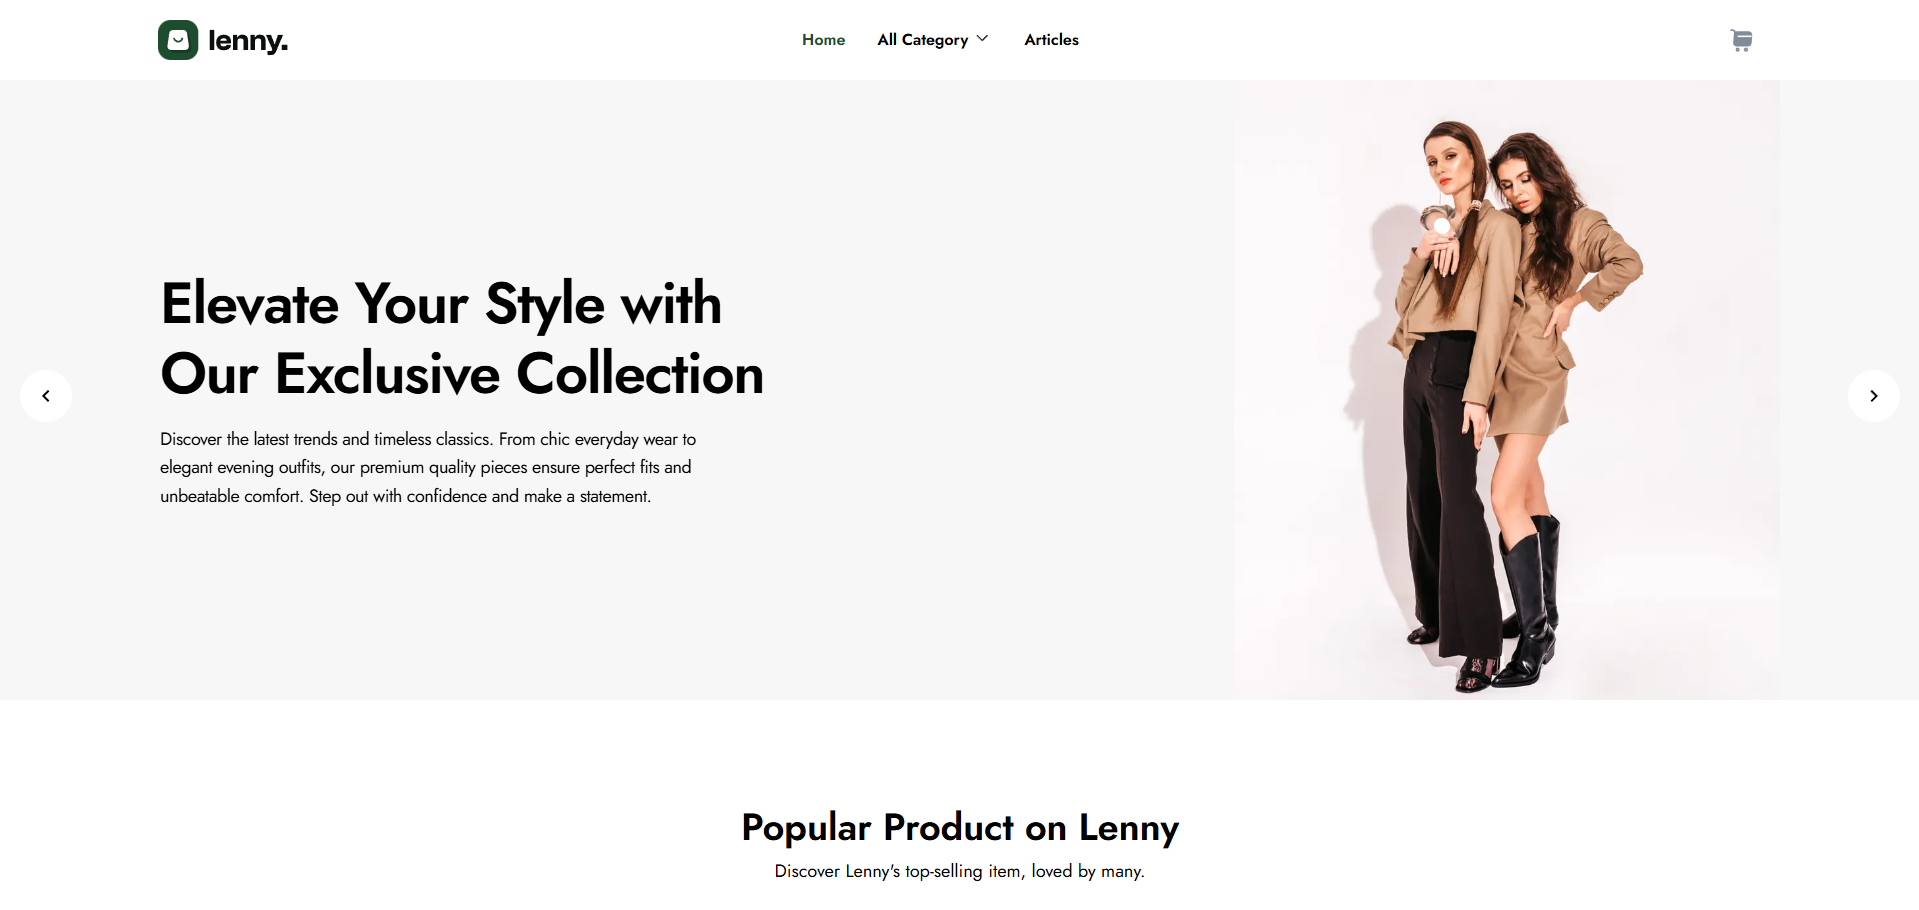 lenny.
Home
All Category
Articles
Elevate Your Style with
Our Exclusive Collection
Discover the latest trends and timeless classics. From chic everyday wear to
elegant evening outfits, our premium quality pieces ensure perfect fits and
unbeatable comfort. Step out with confidence and make a statement.
Popular Product on Lenny
Discover Lenny's top-selling item, loved by many.